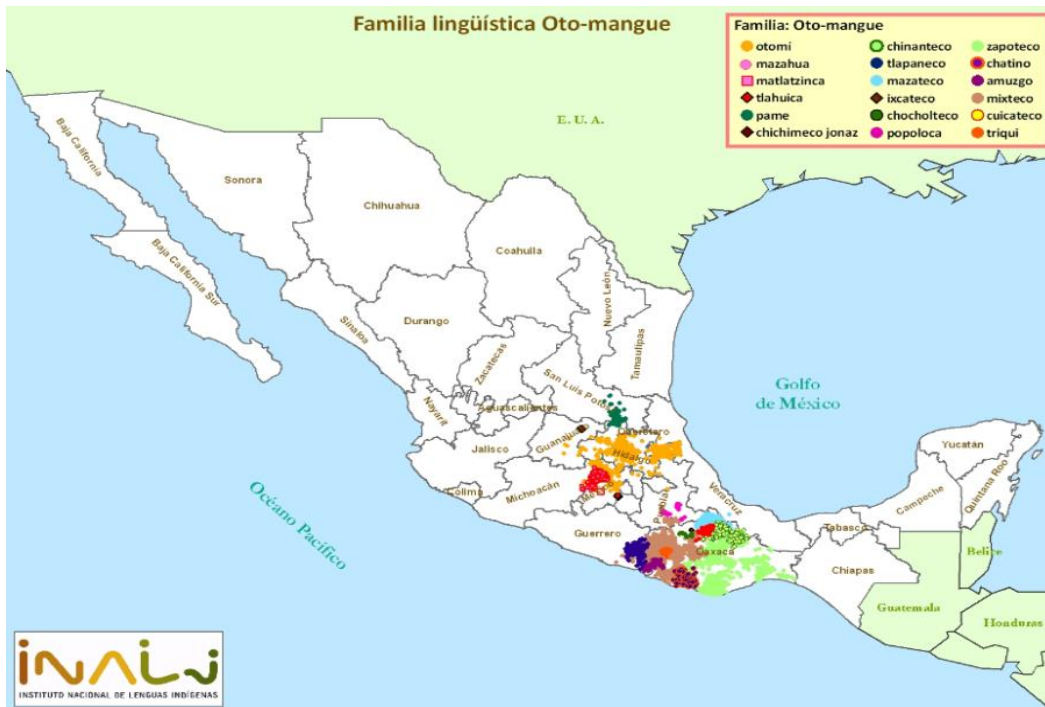 Familia lingüística Oto-mangue
Familia: Oto-mangue
otomí
mazahua
matlatzinca
tlahuica
pame
chichimeco jonaz
chinanteco
tlapaneco
mazateco
ixcateco
chocholteco
popoloca
zapoteco
chatino
amuzgo
mixteco
cuicateco
triqui
E. U. A.
Baja California
Sonora
Chihuahua
Coahuila
Baja California Sur
Nuevo León
Sinaloa
Durango
Tamaulipas
Zacatecas
San Luis Potosí
Golfo
de México
Nayarit
Aguascalientes
Querétaro
Guanajuato
Hidalgo
Jalisco
Yucatán
Quintana Roo
Campeche
Colima
Michoacán
Puebla
Veracruz
Tabasco
Océano Pacífico
Guerrero
Oaxaca
Belice
Chiapas
Guatemala
Honduras
INALI
INSTITUTO NACIONAL DE LENGUAS INDÍGENAS